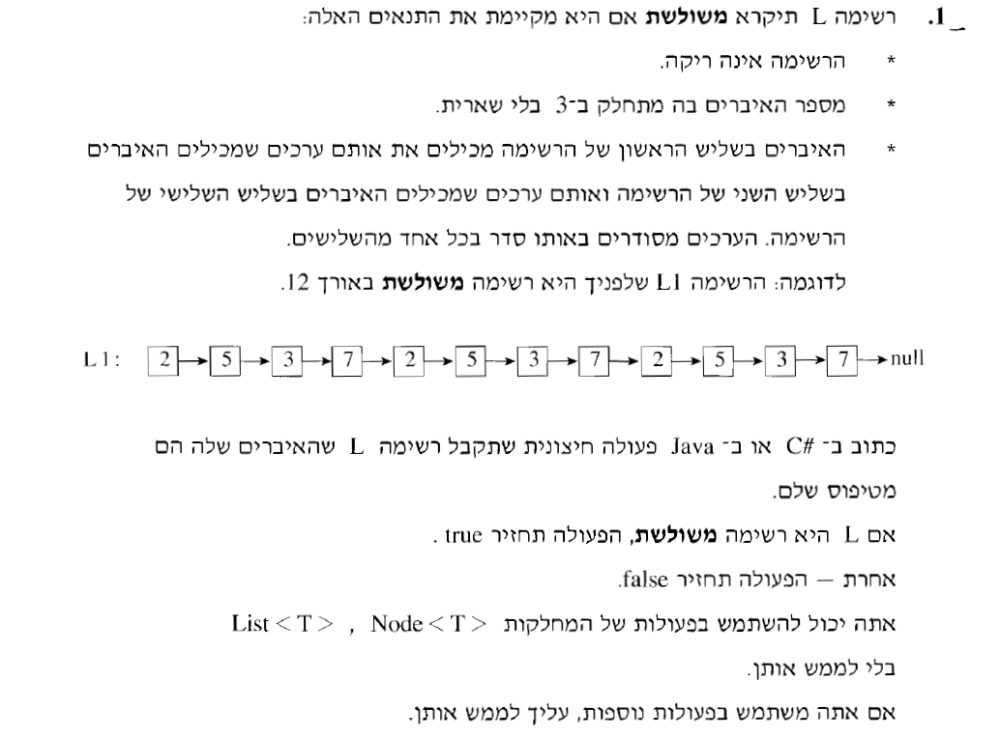 1. רשימה L תיקרא משולשת אם היא מקיימת את התנאים האלה:
* הרשימה אינה ריקה.
* מספר האיברים בה מתחלק ב־3 בלי שארית.
* האיברים בשליש הראשון של הרשימה מכילים את אותם ערכים שמכילים האיברים
בשליש השני של הרשימה ואותם ערכים שמכילים האיברים בשליש השלישי של
הרשימה. הערכים מסודרים באותו סדר בכל אחד מהשלישים.
לדוגמה: הרשימה L1 שלפניך היא רשימה משולשת באורך 12.
L1: 2 5 3 7 2 5 3 7 2 5 3 7 null
כתוב ב־ C# או ב־ Java פעולה חיצונית שתקבל רשימה L שהאיברים שלה הם
מטיפוס שלם.
אם L היא רשימה משולשת, הפעולה תחזיר true .
אחרת – הפעולה תחזיר false.
אתה יכול להשתמש בפעולות של המחלקות List < T > , Node < T >
בלי לממש אותן.
אם אתה משתמש בפעולות נוספות, עליך לממש אותן.